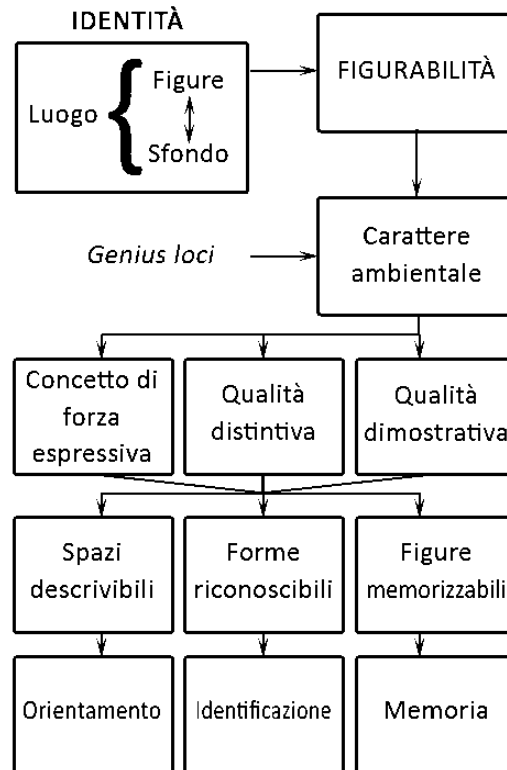 IDENTITÀ
Luogo
Figure
Sfondo
FIGURABILITÀ
Genius loci
Carattere
ambientale
Concetto di
forza
espressiva
Qualità
distintiva
Qualità
dimostrativa
Spazi
descrivibili
Forme
riconoscibili
Figure
memorizzabili
Orientamento
Identificazione
Memoria